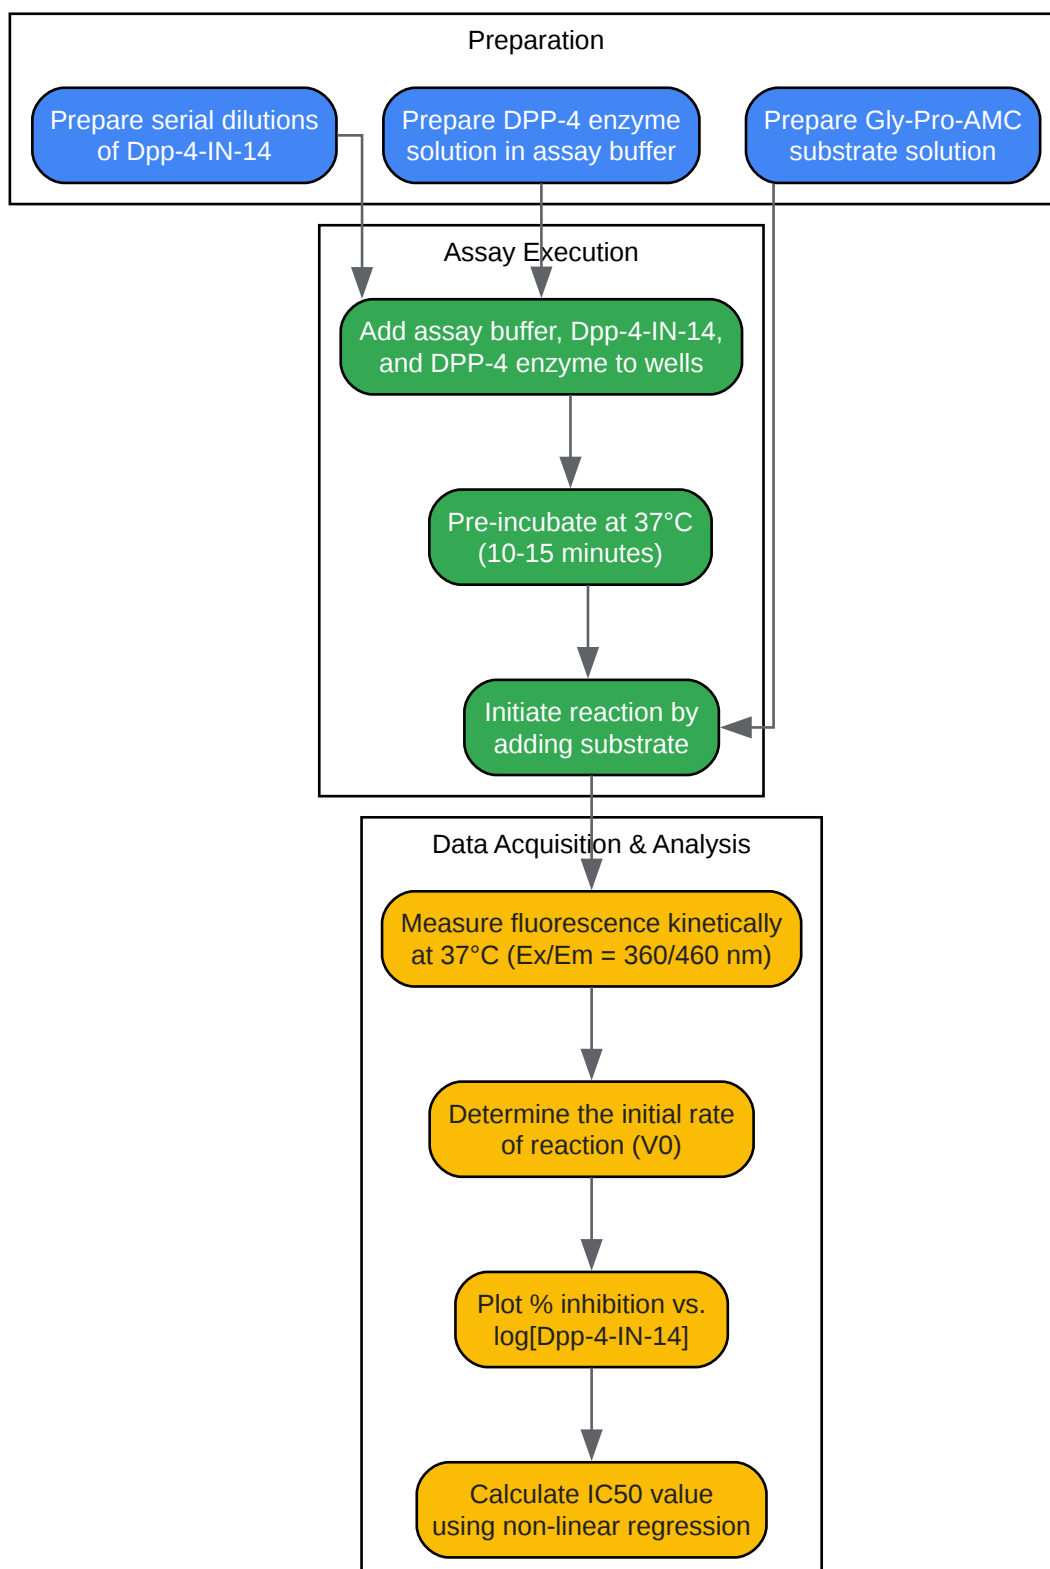 Preparation
Prepare serial dilutions
of Dpp-4-IN-14
Prepare DPP-4 enzyme
solution in assay buffer
Prepare Gly-Pro-AMC
substrate solution
Assay Execution
Add assay buffer, Dpp-4-IN-14,
and DPP-4 enzyme to wells
Pre-incubate at 37°C
(10-15 minutes)
Initiate reaction by
adding substrate
Data Acquisition & Analysis
Measure fluorescence kinetically
at 37°C (Ex/Em = 360/460 nm)
Determine the initial rate
of reaction (V0)
Plot % inhibition vs.
log[Dpp-4-IN-14]
Calculate IC50 value
using non-linear regression